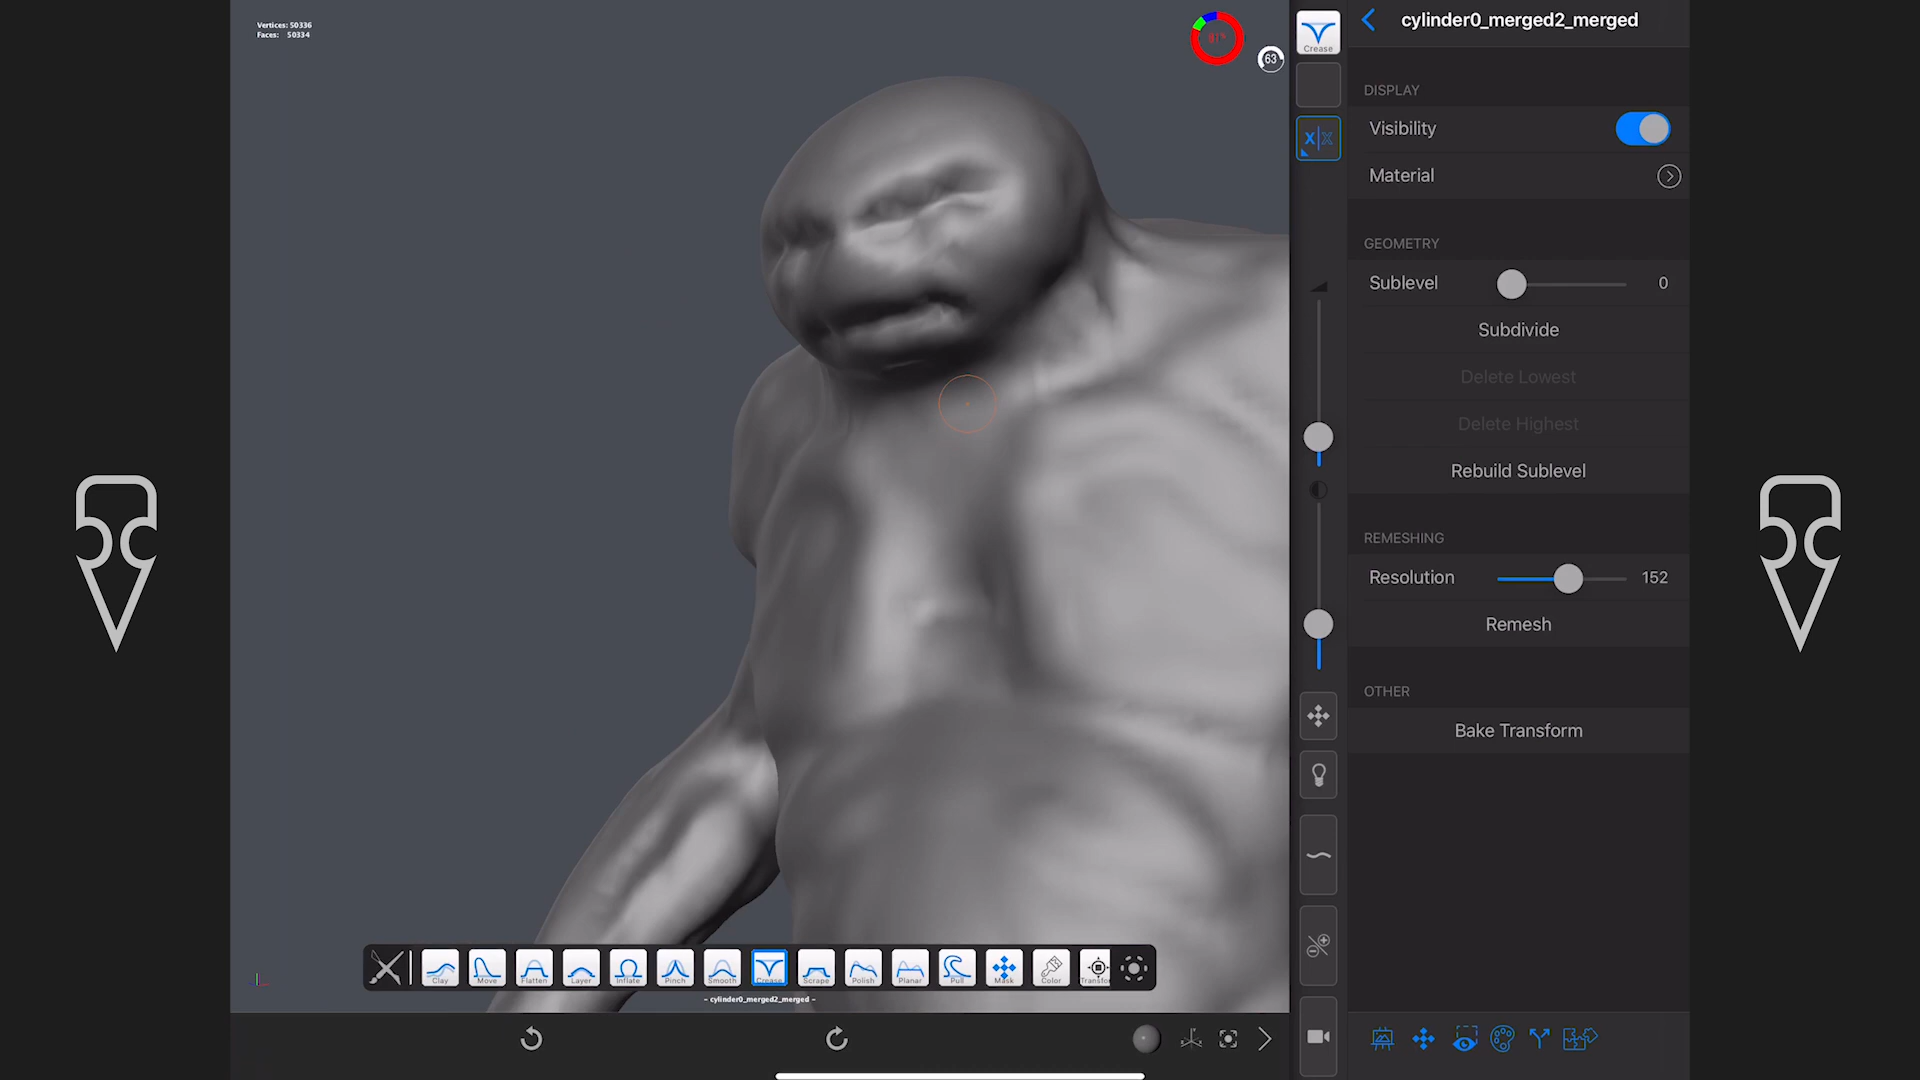 Vertices: 50336
Faces: 50334
63
Crease
X|X
cylinder0_merged2_merged
DISPLAY
Visibility
Material
GEOMETRY
Sublevel 0
Subdivide
Delete Lowest
Delete Highest
Rebuild Sublevel
REMESHING
Resolution 152
Remesh
OTHER
Bake Transform
Clay Move Flatten Layer Inflate Pinch Smooth Crease Scrape Polish Planar Pull Mask Color Transfo
~ cylinder0_merged2_merged ~